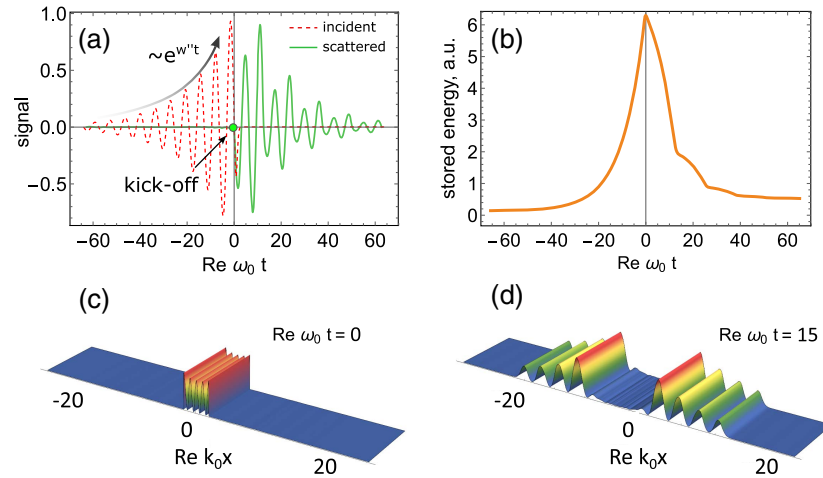 (a)
~e^{w''t}
incident
scattered
kick-off
signal
1.0
0.5
0.0
−0.5
−60 −40 −20 0 20 40 60
Re ω₀ t
(b)
stored energy, a.u.
6
5
4
3
2
1
0
−60 −40 −20 0 20 40 60
Re ω₀ t
(c)
Re ω₀ t = 0
-20
0
20
Re k₀x
(d)
Re ω₀ t = 15
-20
0
20
Re k₀x